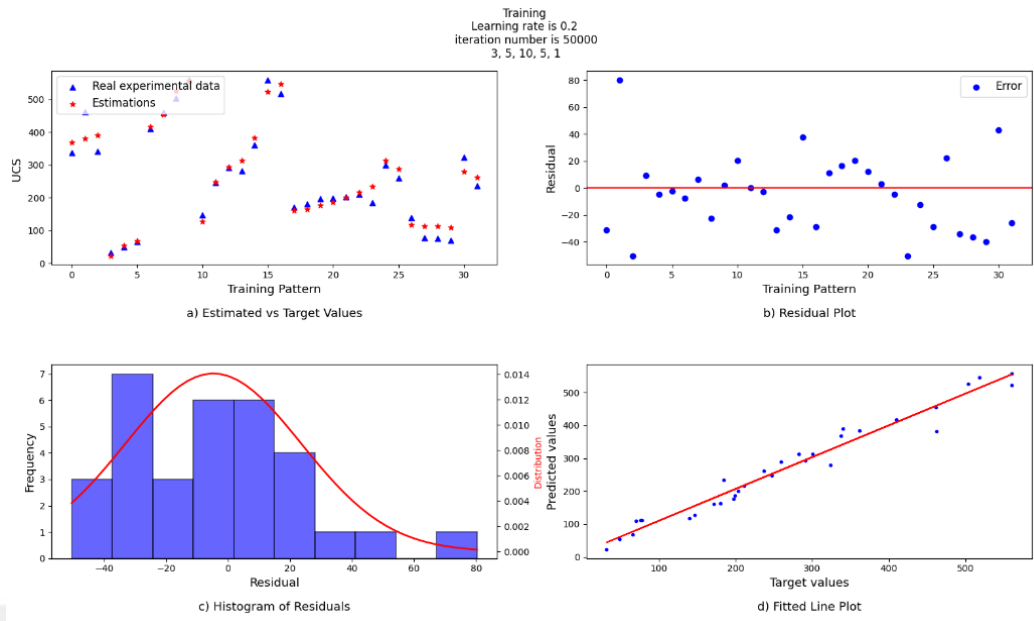 Training
Learning rate is 0.2
iteration number is 50000
3, 5, 10, 5, 1
Real experimental data
Estimations
UCS
500
400
300
200
100
0
0 5 10 15 20 25 30
Training Pattern
a) Estimated vs Target Values
Error
Residual
80
60
40
20
0
−20
−40
0 5 10 15 20 25 30
Training Pattern
b) Residual Plot
Frequency
7
6
5
4
3
2
1
0
0.014
0.012
0.010
0.008
0.006
0.004
0.002
0.000
Distribution
−40 −20 0 20 40 60 80
Residual
c) Histogram of Residuals
Predicted values
500
400
300
200
100
0
100 200 300 400 500
Target values
d) Fitted Line Plot